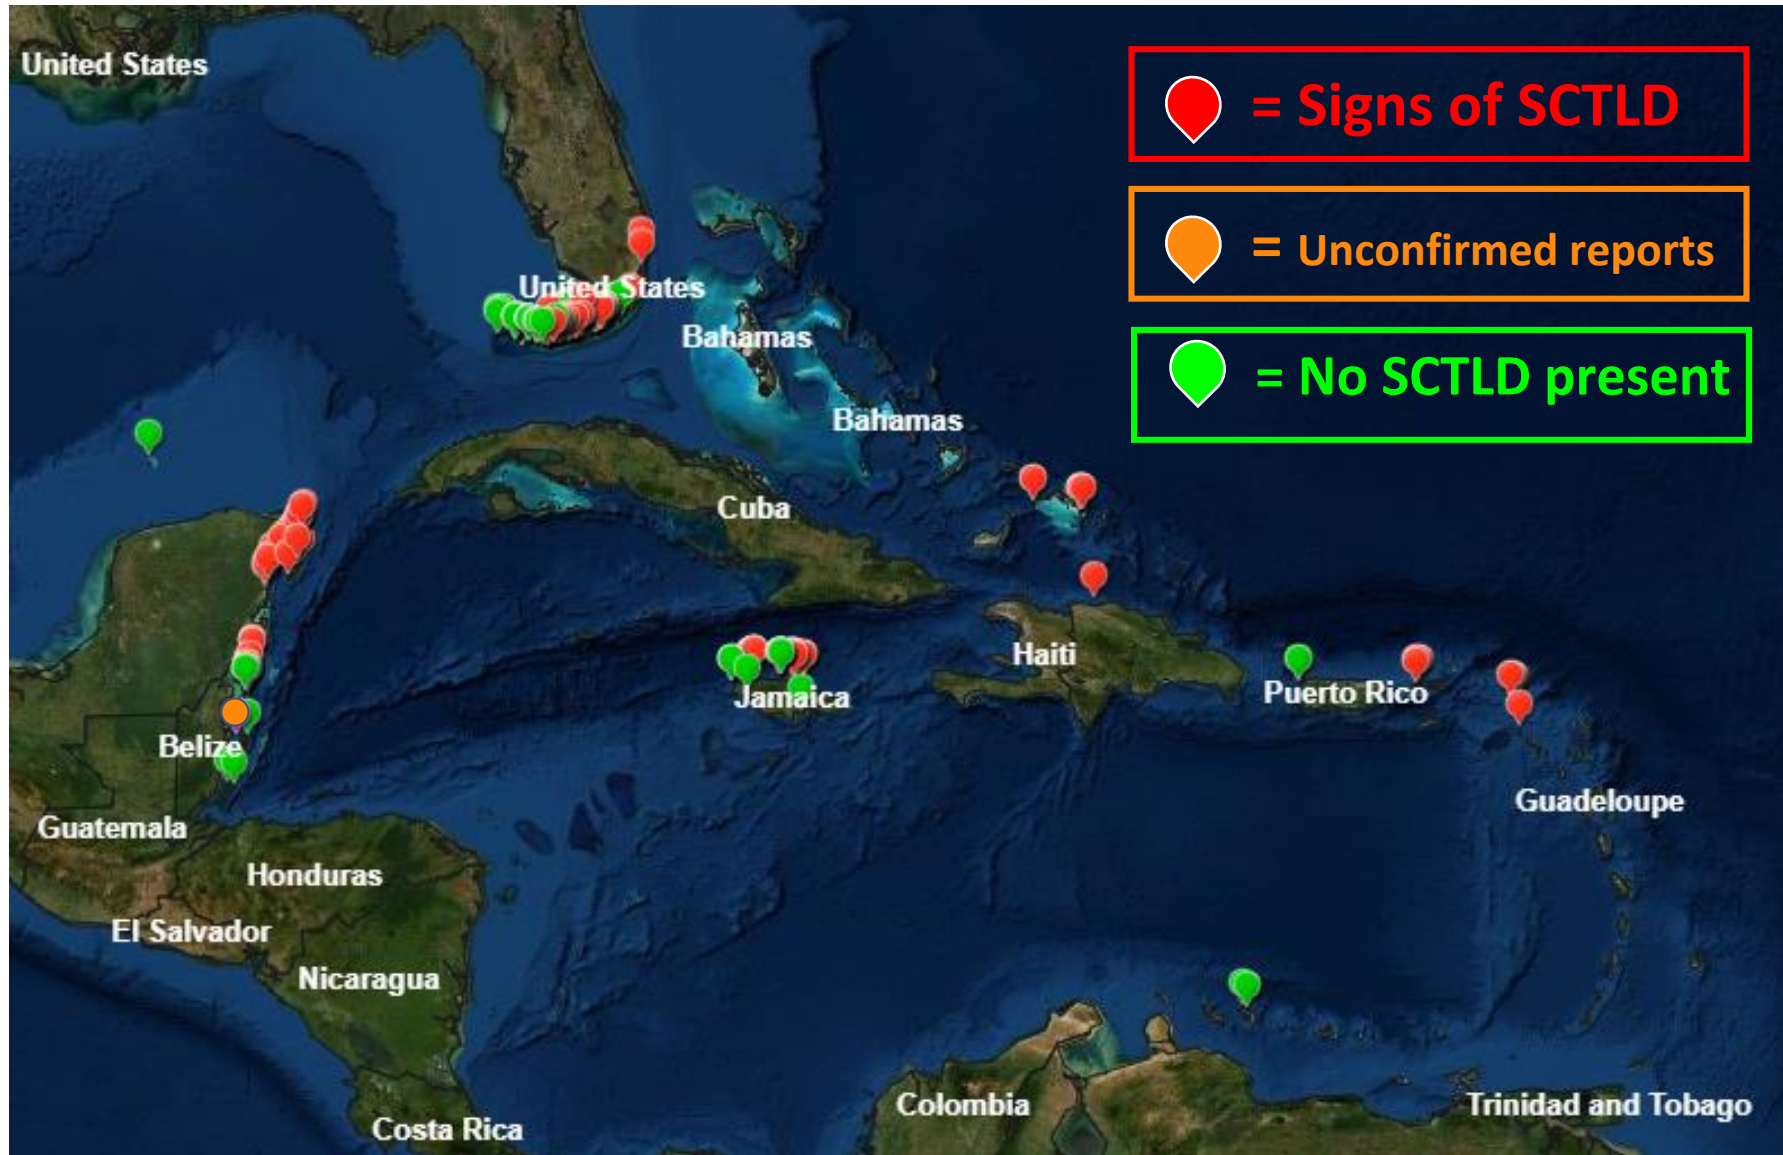 United States
= Signs of SCTLD
= Unconfirmed reports
United States
Bahamas
= No SCTLD present
Bahamas
Cuba
Haiti
Jamaica
Puerto Rico
Belize
Guadeloupe
Guatemala
Honduras
El Salvador
Nicaragua
Colombia
Trinidad and Tobago
Costa Rica